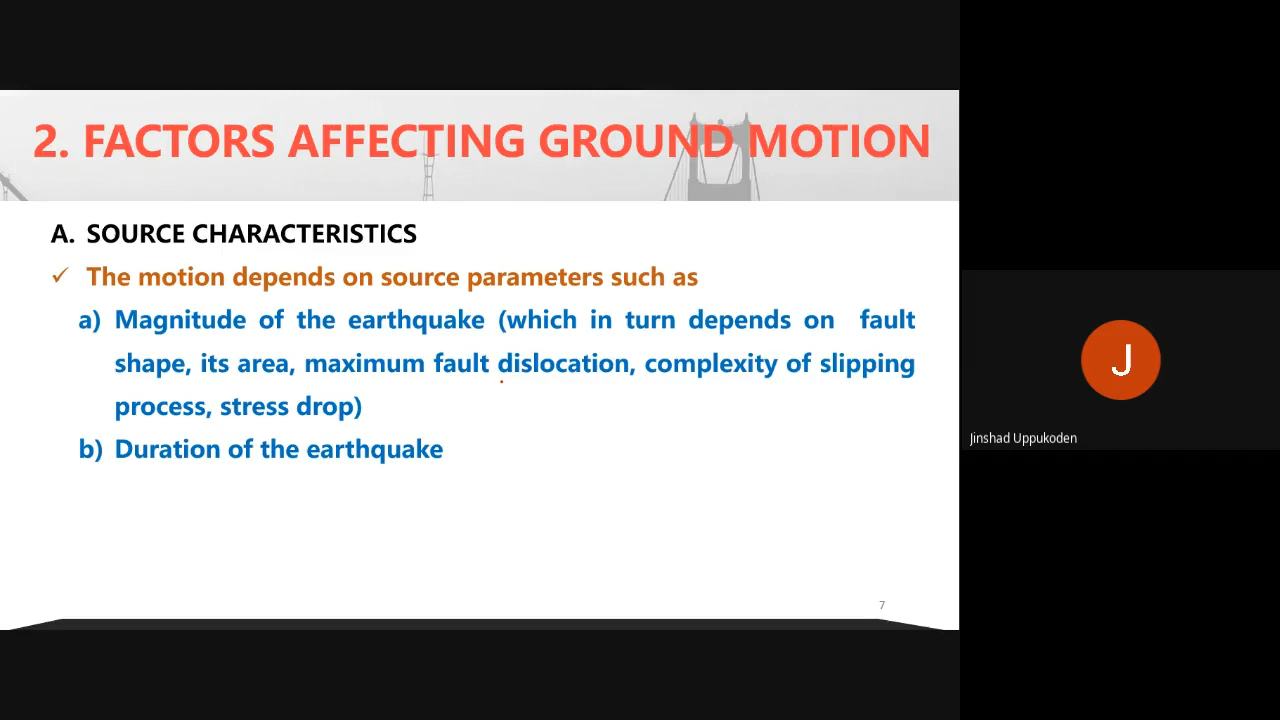 2. FACTORS AFFECTING GROUND MOTION
A. SOURCE CHARACTERISTICS
✓ The motion depends on source parameters such as
a) Magnitude of the earthquake (which in turn depends on fault
shape, its area, maximum fault dislocation, complexity of slipping
process, stress drop)
b) Duration of the earthquake
7
J
Jinshad Uppukoden